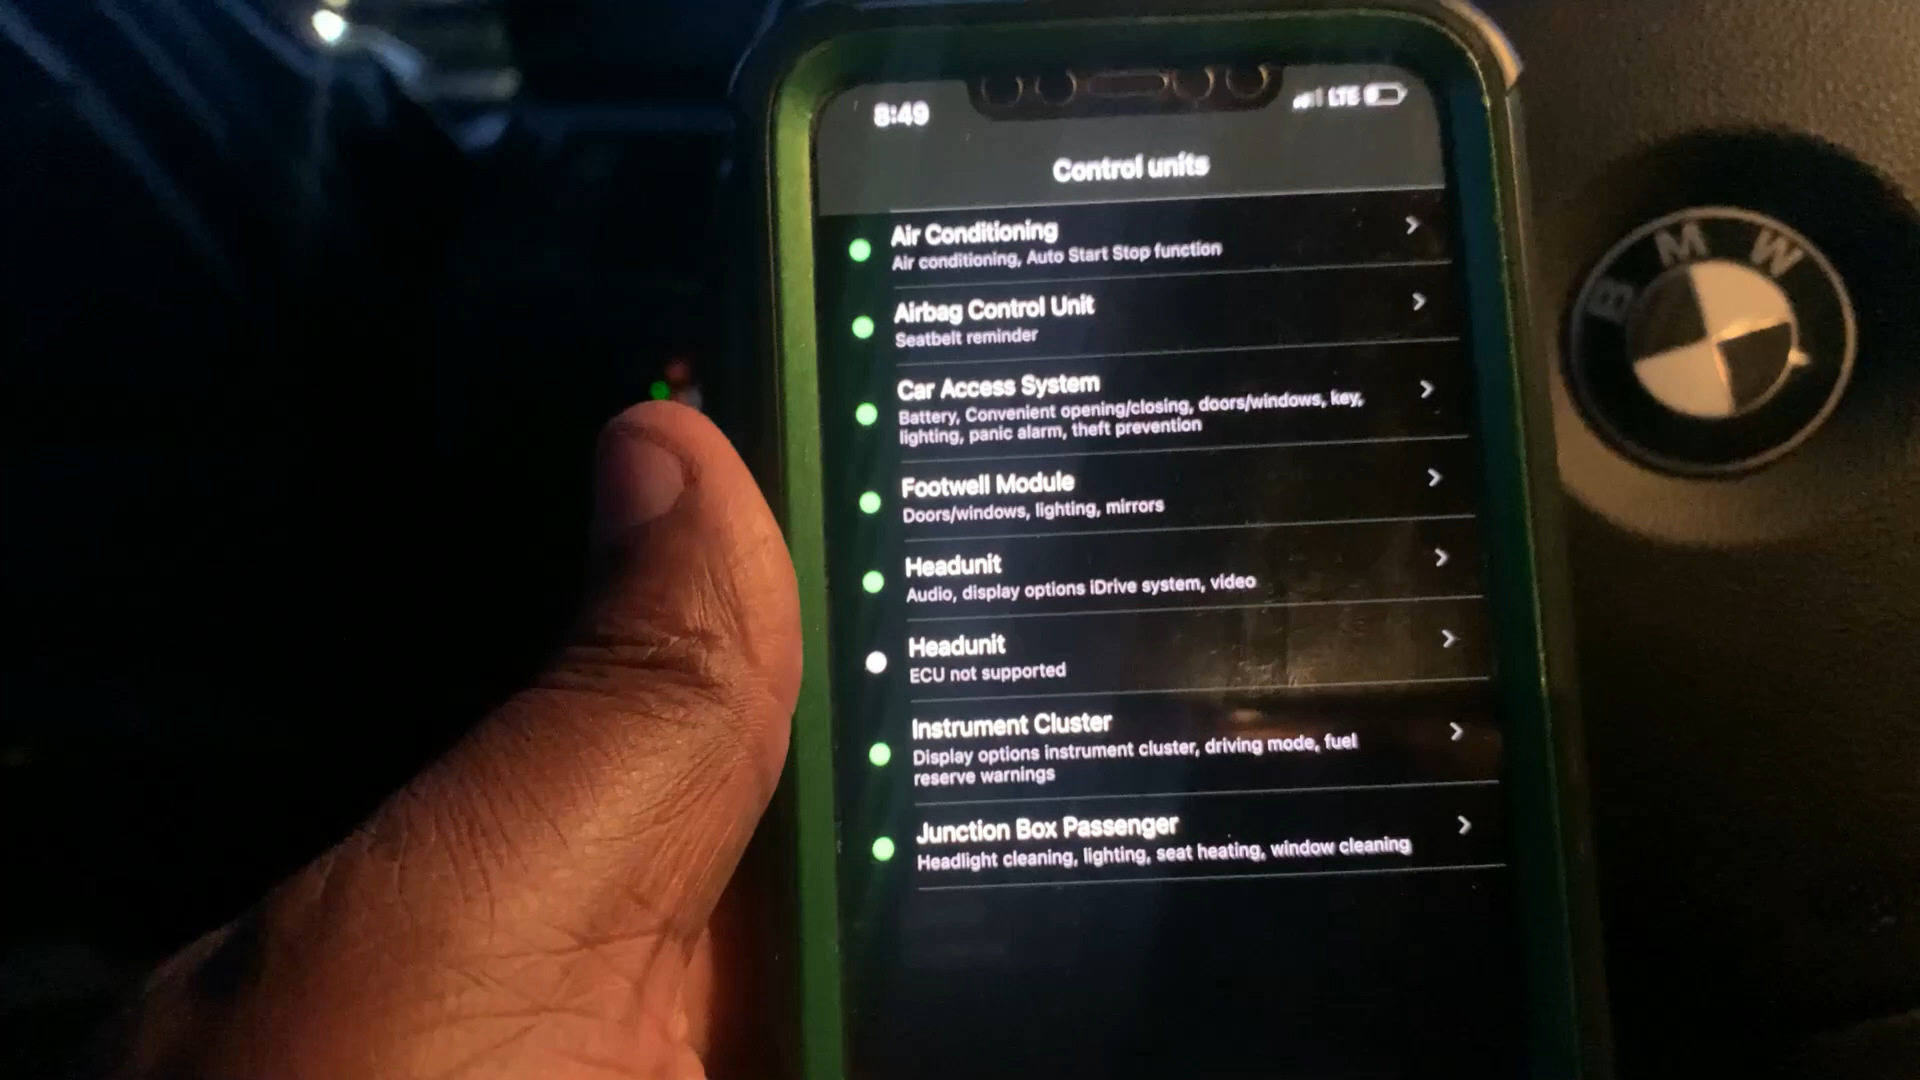 8:49 LTE
Control units
Air Conditioning
Air conditioning, Auto Start Stop function
Airbag Control Unit
Seatbelt reminder
Car Access System
Battery, Convenient opening/closing, doors/windows, key,
lighting, panic alarm, theft prevention
Footwell Module
Doors/windows, lighting, mirrors
Headunit
Audio, display options iDrive system, video
Headunit
ECU not supported
Instrument Cluster
Display options instrument cluster, driving mode, fuel
reserve warnings
Junction Box Passenger
Headlight cleaning, lighting, seat heating, window cleaning
BMW